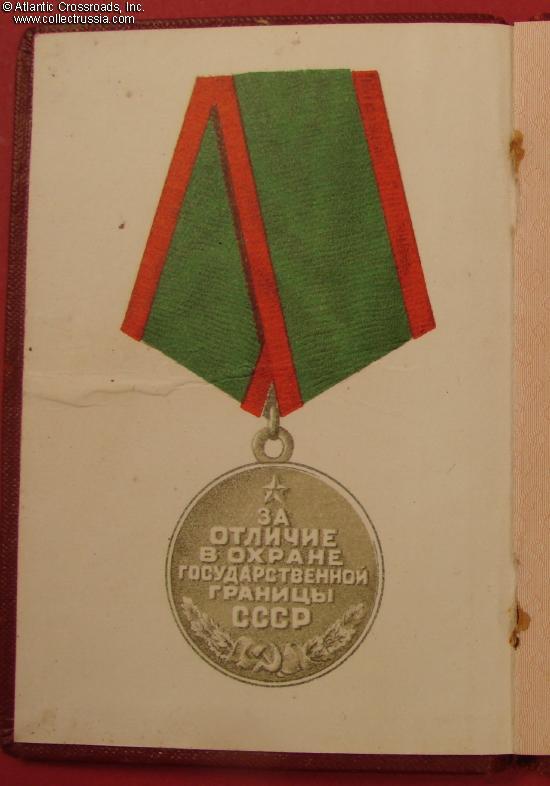 © Atlantic Crossroads, Inc.
www.collectrussia.com
ЗА
ОТЛИЧИЕ
В ОХРАНЕ
ГОСУДАРСТВЕННОЙ
ГРАНИЦЫ
СССР